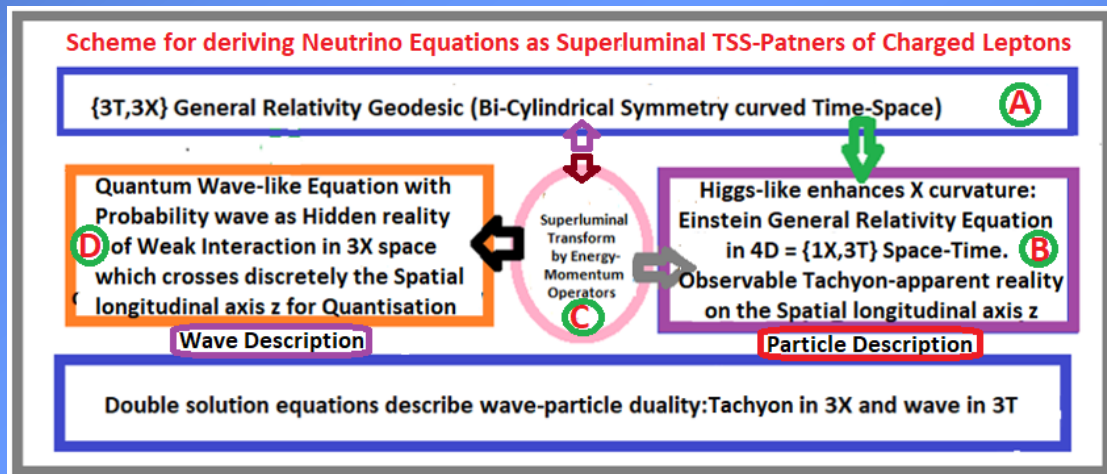 Scheme for deriving Neutrino Equations as Superluminal TSS-Patners of Charged Leptons
{3T,3X} General Relativity Geodesic (Bi-Cylindrical Symmetry curved Time-Space)
A
Quantum Wave-like Equation with
Probability wave as Hidden reality
D
of Weak Interaction in 3X space
which crosses discretely the Spatial
longitudinal axis z for Quantisation
Wave Description
Superluminal
Transform
by Energy-
Momentum
Operators
C
Higgs-like enhances X curvature:
Einstein General Relativity Equation
in 4D = {1X,3T} Space-Time.
B
Observable Tachyon-apparent reality
on the Spatial longitudinal axis z
Particle Description
Double solution equations describe wave-particle duality:Tachyon in 3X and wave in 3T